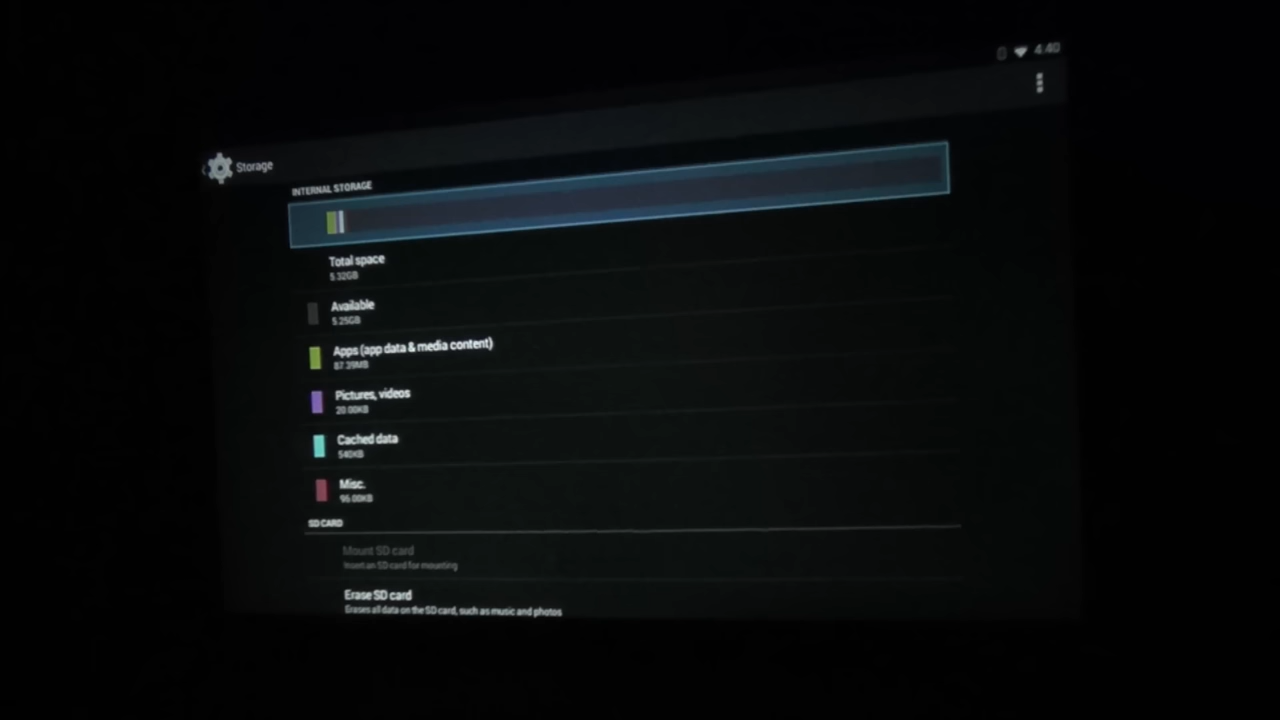 4:40
Storage
INTERNAL STORAGE
Total space
5.32GB
Available
5.25GB
Apps (app data & media content)
87.39MB
Pictures, videos
20.00KB
Cached data
540KB
Misc.
96.00KB
SD CARD
Mount SD card
Insert an SD card for mounting
Erase SD card
Erases all data on the SD card, such as music and photos